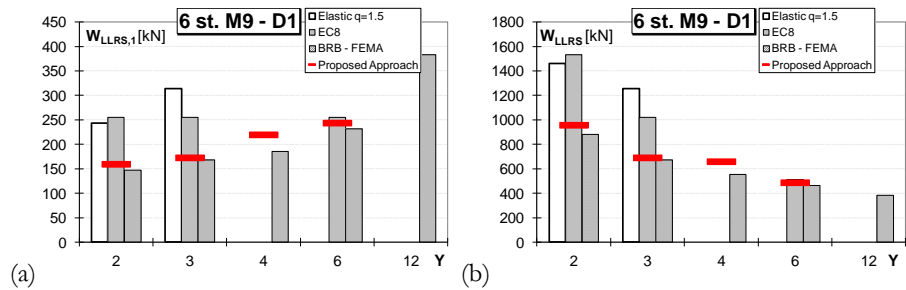 6 st. M9 - D1
W_LLRS,1 [kN]
Elastic q=1.5
EC8
BRB - FEMA
Proposed Approach
450
400
350
300
250
200
150
100
50
0
2 3 4 6 12 Y
(a)
6 st. M9 - D1
W_LLRS [kN]
Elastic q=1.5
EC8
BRB - FEMA
Proposed Approach
1800
1600
1400
1200
1000
800
600
400
200
0
2 3 4 6 12 Y
(b)